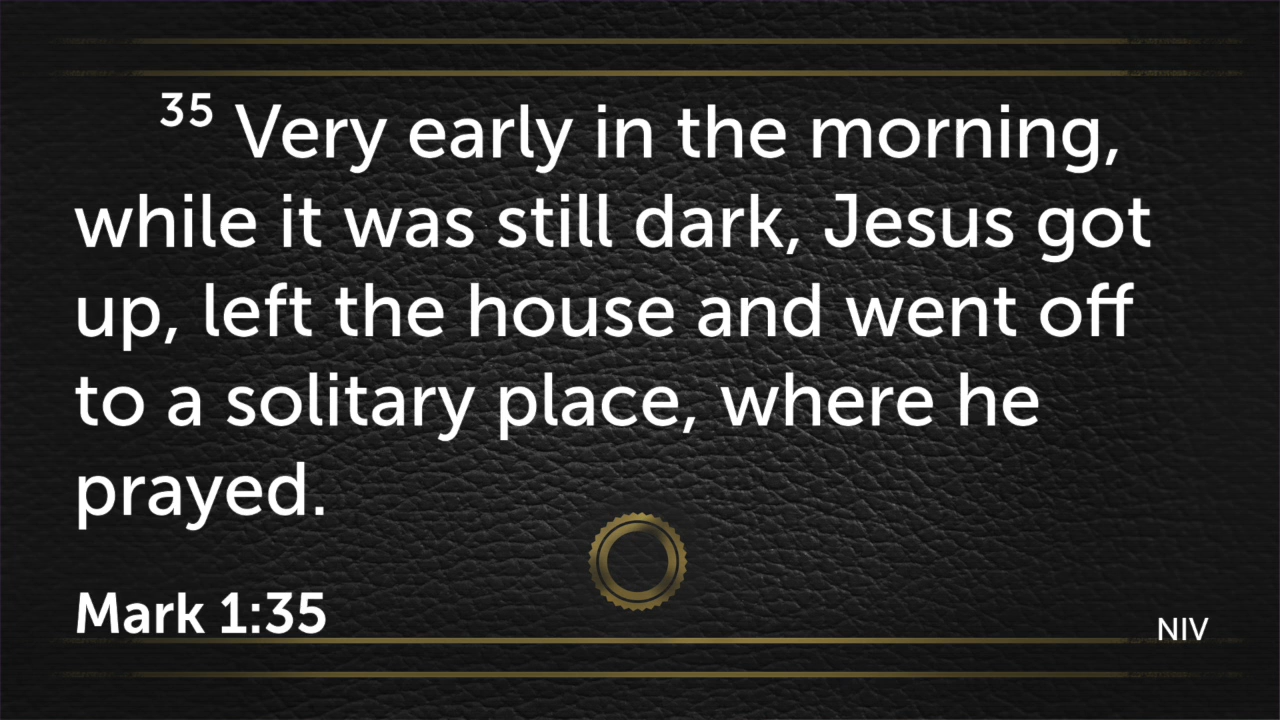 35 Very early in the morning,
while it was still dark, Jesus got
up, left the house and went off
to a solitary place, where he
prayed.
Mark 1:35
NIV